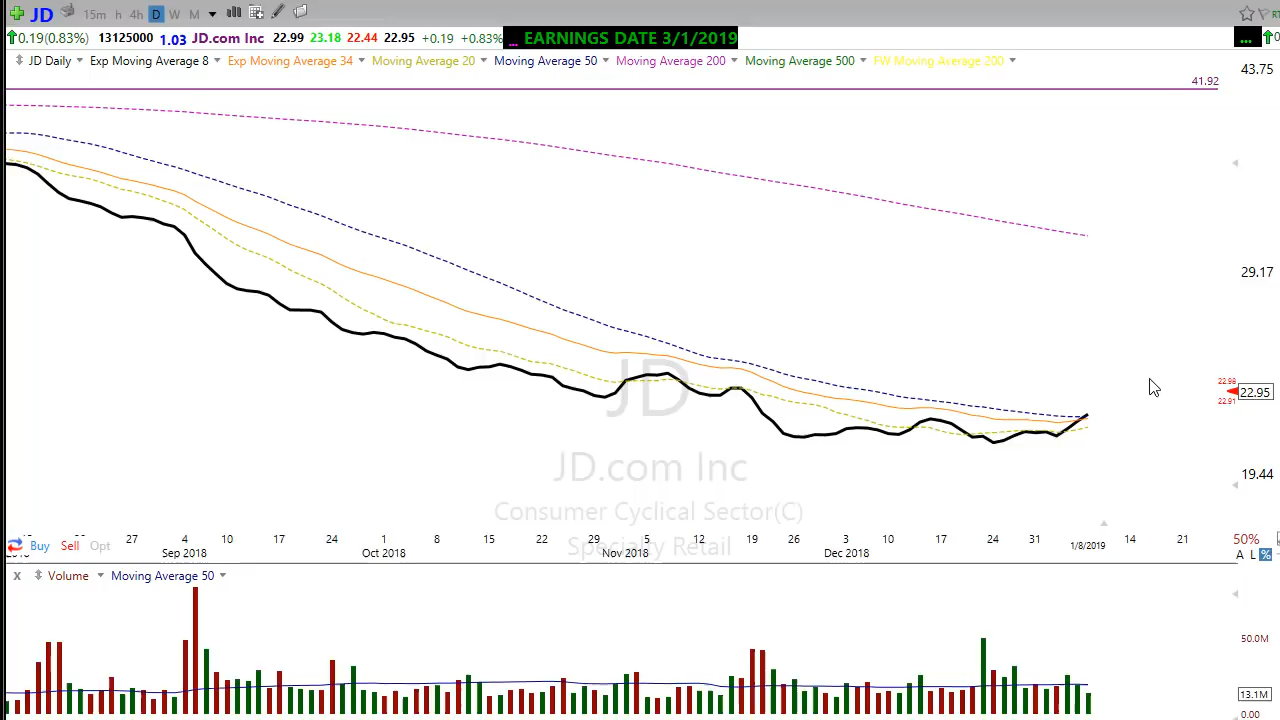 JD 15m h 4h D W M
0.19(0.83%) 13125000 1.03 JD.com Inc 22.99 23.18 22.44 22.95 +0.19 +0.83% ... EARNINGS DATE 3/1/2019 ...
JD Daily Exp Moving Average 8 Exp Moving Average 34 Moving Average 20 Moving Average 50 Moving Average 200 Moving Average 500 FW Moving Average 200
43.75
41.92
29.17
22.98
22.95
22.91
JD
JD.com Inc
19.44
Consumer Cyclical Sector(C)
Specialty Retail
27 4 10 17 24 1 8 15 22 29 5 12 19 26 3 10 17 24 31 14 21 50%
Buy Sell Opt Sep 2018 Oct 2018 Nov 2018 Dec 2018 1/8/2019 A L %
X Volume Moving Average 50
50.0M
13.1M
0.00